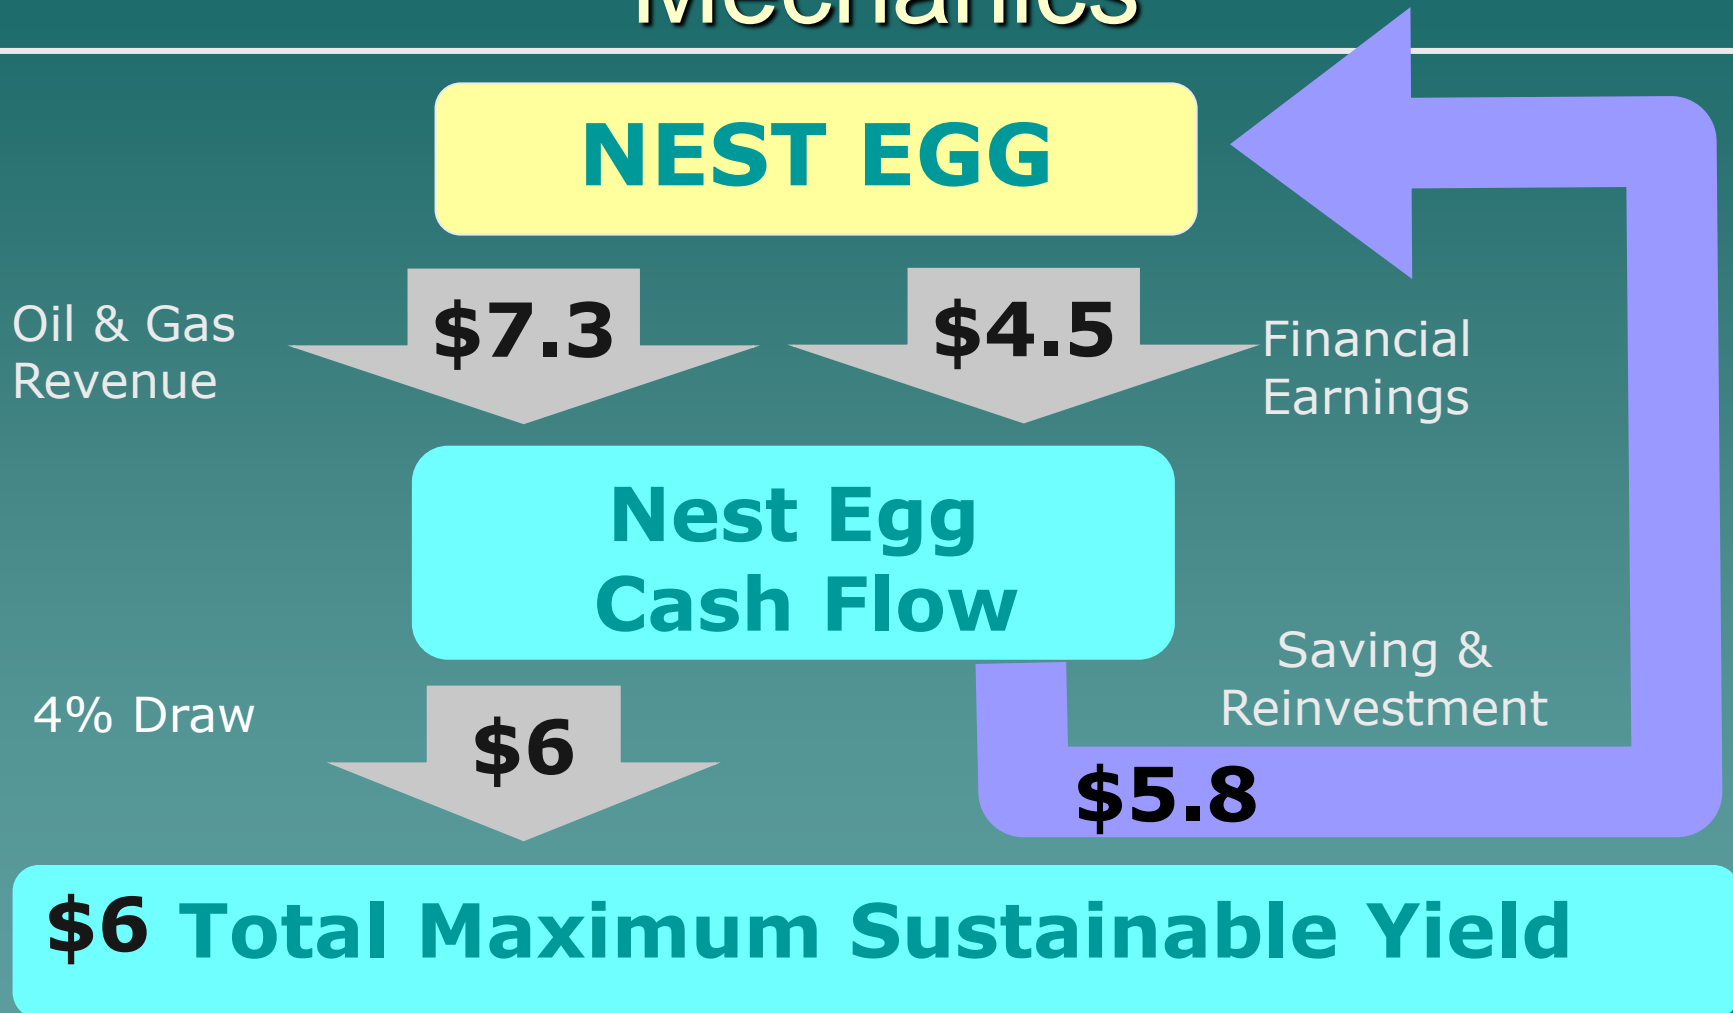 Mechanics
NEST EGG
Oil & Gas
Revenue
$7.3
$4.5
Financial
Earnings
Nest Egg
Cash Flow
4% Draw
$6
Saving &
Reinvestment
$5.8
$6 Total Maximum Sustainable Yield